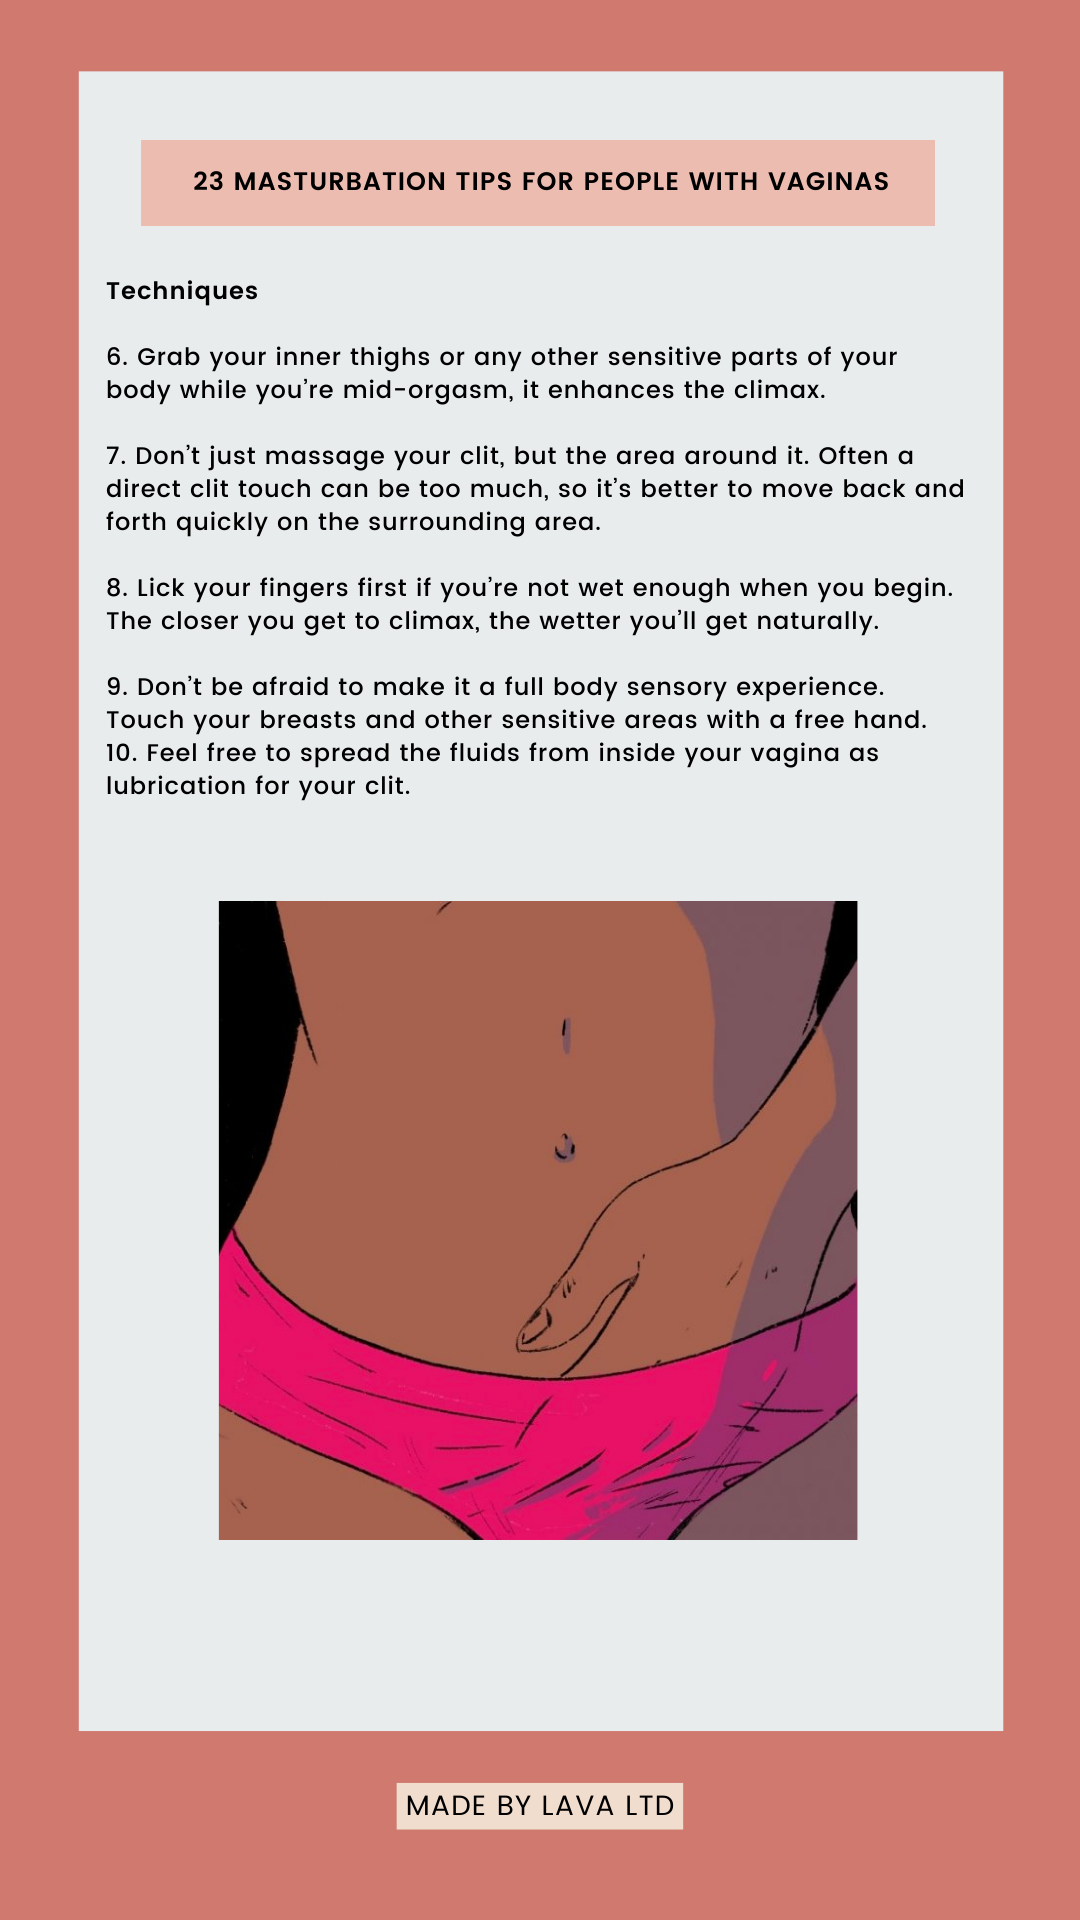 23 MASTURBATION TIPS FOR PEOPLE WITH VAGINAS
Techniques
6. Grab your inner thighs or any other sensitive parts of your
body while you’re mid-orgasm, it enhances the climax.
7. Don’t just massage your clit, but the area around it. Often a
direct clit touch can be too much, so it’s better to move back and
forth quickly on the surrounding area.
8. Lick your fingers first if you’re not wet enough when you begin.
The closer you get to climax, the wetter you’ll get naturally.
9. Don’t be afraid to make it a full body sensory experience.
Touch your breasts and other sensitive areas with a free hand.
10. Feel free to spread the fluids from inside your vagina as
lubrication for your clit.
MADE BY LAVA LTD